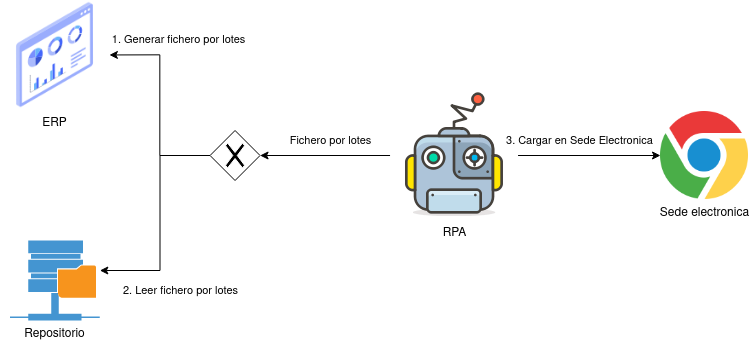 1. Generar fichero por lotes
ERP
Fichero por lotes
3. Cargar en Sede Electronica
X
RPA
Sede electronica
2. Leer fichero por lotes
Repositorio